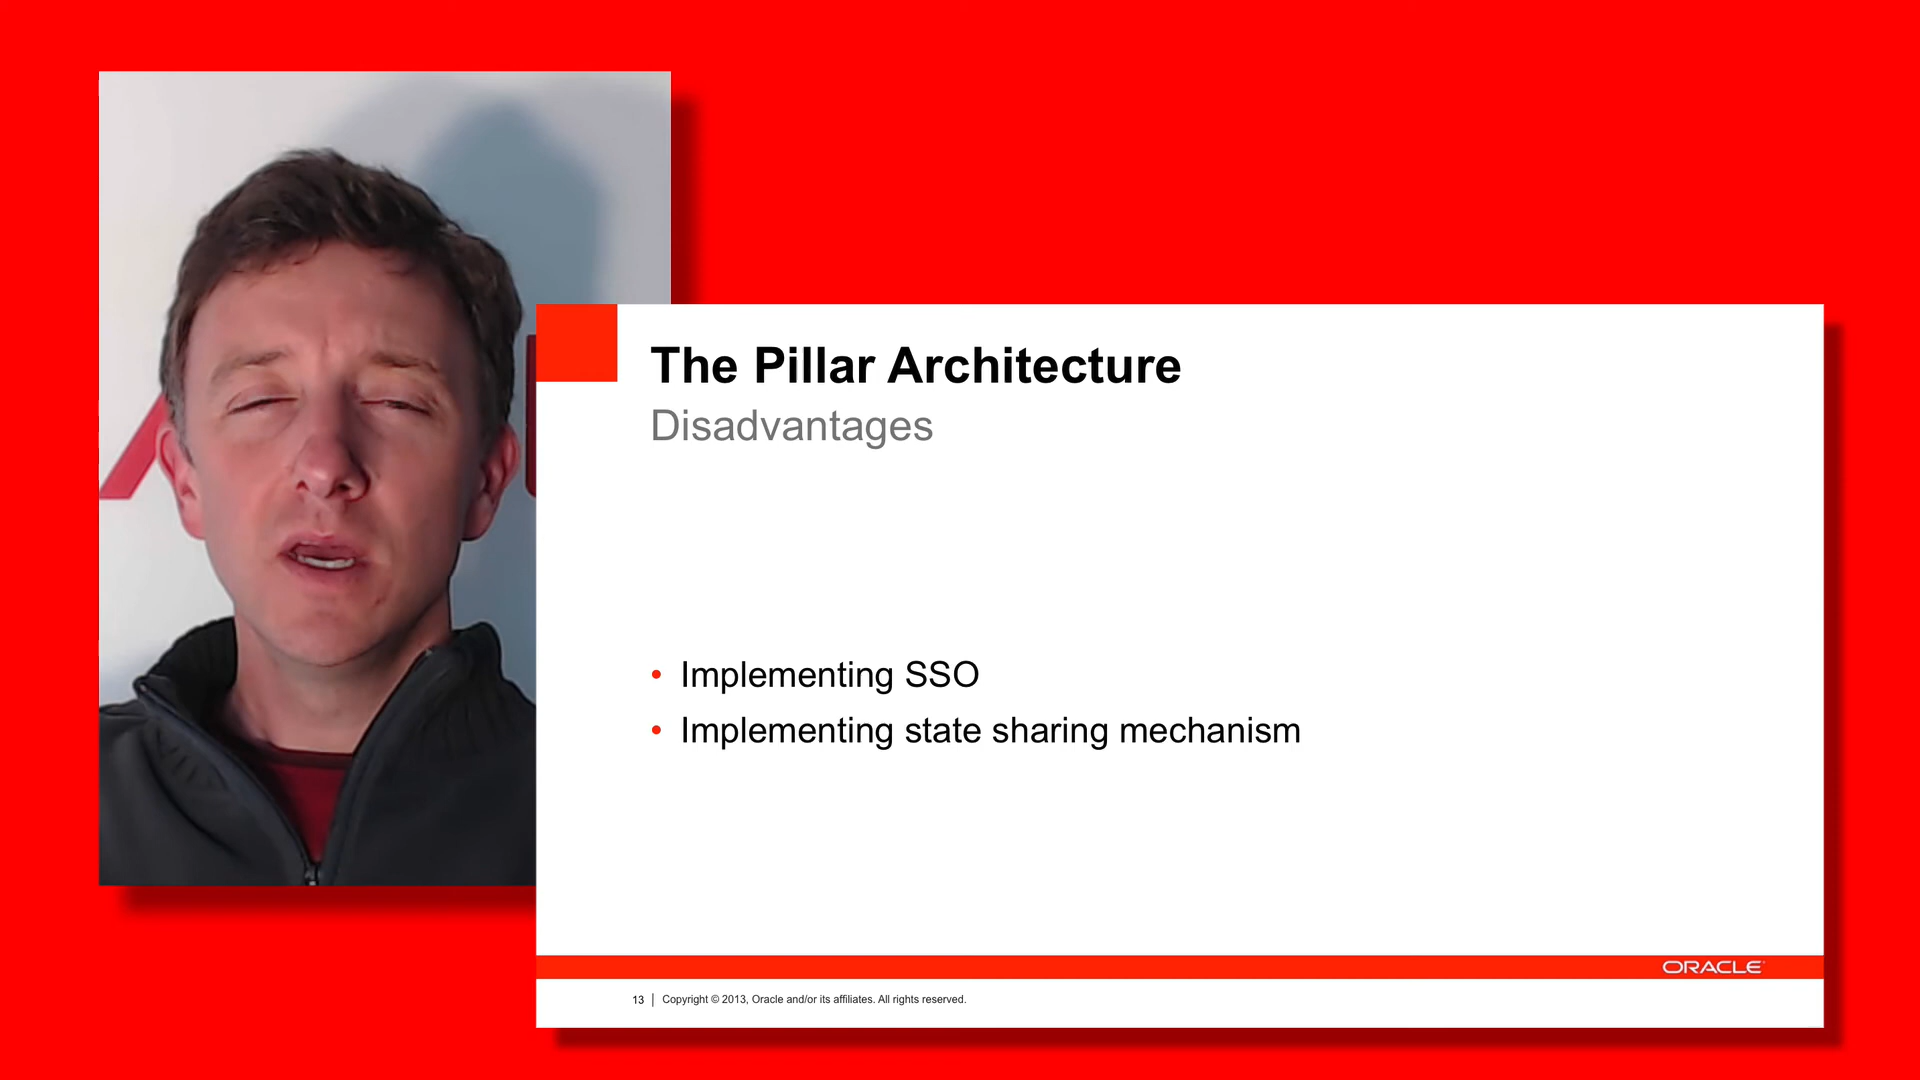 The Pillar Architecture
Disadvantages
• Implementing SSO
• Implementing state sharing mechanism
ORACLE
13 | Copyright © 2013, Oracle and/or its affiliates. All rights reserved.